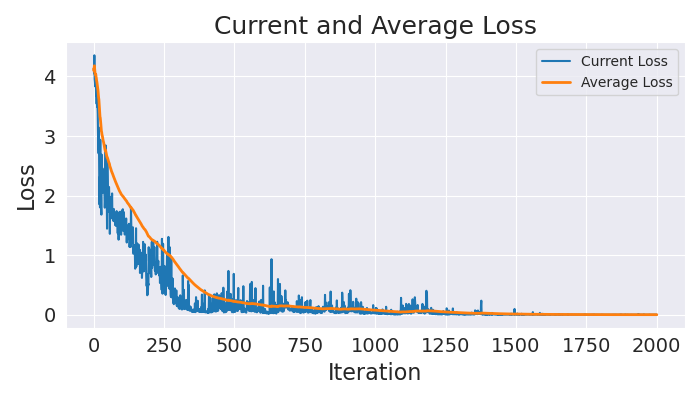 Current and Average Loss
Current Loss
Average Loss
Loss
4
3
2
1
0
0 250 500 750 1000 1250 1500 1750 2000
Iteration